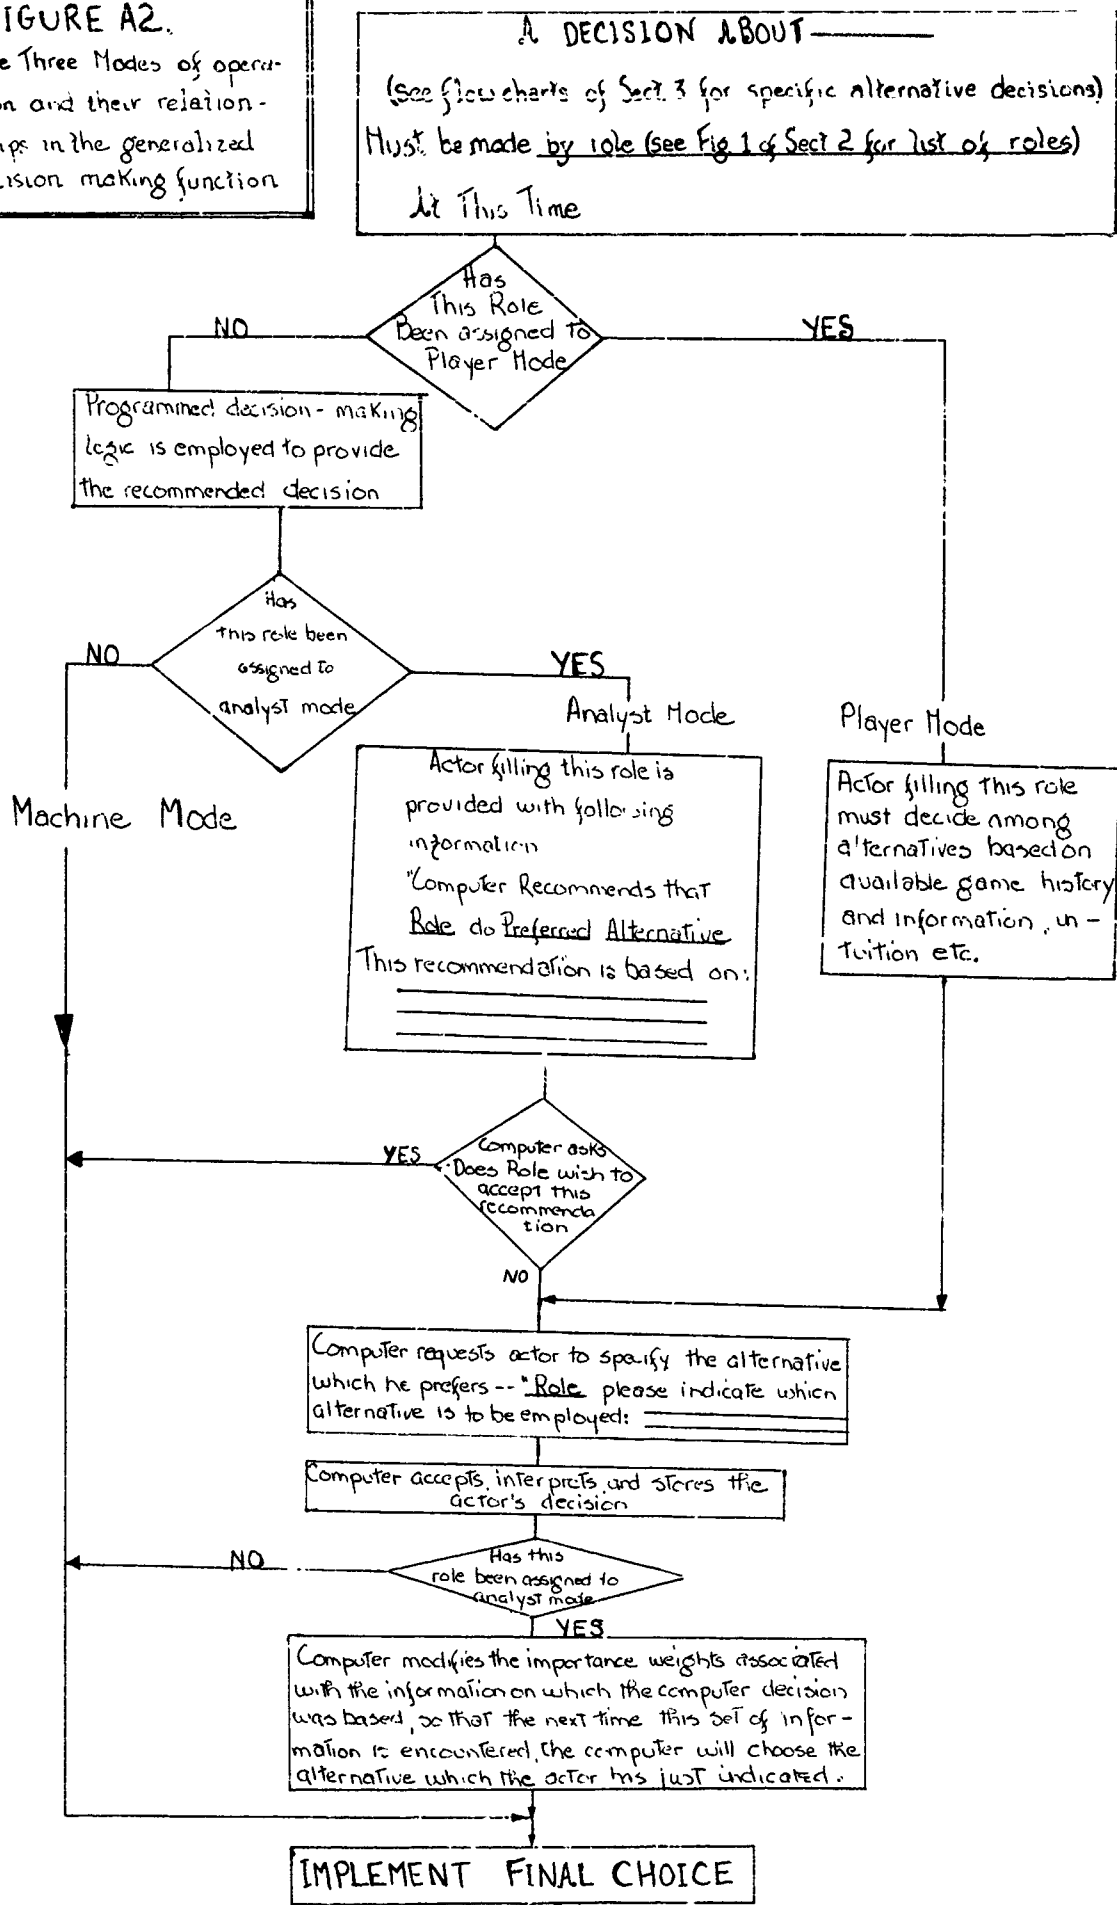 IGURE A2.
e Three Modes of opera-
on and their relation-
ips in the generalized
cision making function
A DECISION ABOUT
(see flowcharts of Sect. 3 for specific alternative decisions)
Must be made by role (see Fig 1 of Sect 2 for list of roles)
At This Time
Has
This Role
Been assigned to
Player Mode
NO
YES
Programmed decision-making
logic is employed to provide
the recommended decision
Has
this role been
assigned to
analyst mode
NO
YES
Machine Mode
Analyst Mode
Player Mode
Actor filling this role is
provided with following
information
"Computer Recommends that
Role do Preferred Alternative
This recommendation is based on:
Actor filling This role
must decide among
alternatives based on
available game history
and information, in-
tuition etc.
Computer asks
Does Role wish to
accept this
recommenda
tion
YES
NO
Computer requests actor to specify the alternative
which he prefers -- "Role please indicate which
alternative is to be employed:
Computer accepts, interprets, and stores the
actor's decision
Has this
role been assigned to
analyst mode
NO
YES
Computer modifies the importance weights associated
with the information on which the computer decision
was based, so that the next time this set of infor-
mation is encountered, the computer will choose the
alternative which the actor has just indicated.
IMPLEMENT FINAL CHOICE